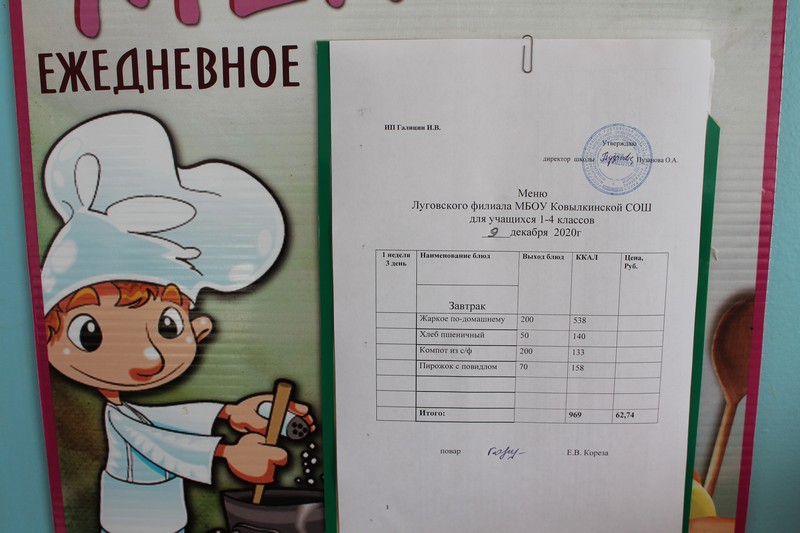 МЕН
ЕЖЕДНЕВНОЕ
ИП Галицин И.В.
Утверждаю
директор школы Пузанова О.А.
Меню
Луговского филиала МБОУ Ковылкинской СОШ
для учащихся 1-4 классов
9 декабря 2020г
1 неделя 3 день Наименование блюд Выход блюд ККАЛ Цена, Руб.
Завтрак
Жаркое по-домашнему 200 538
Хлеб пшеничный 50 140
Компот из с/ф 200 133
Пирожок с повидлом 70 158
Итого: 969 62,74
повар Е.В. Кореза